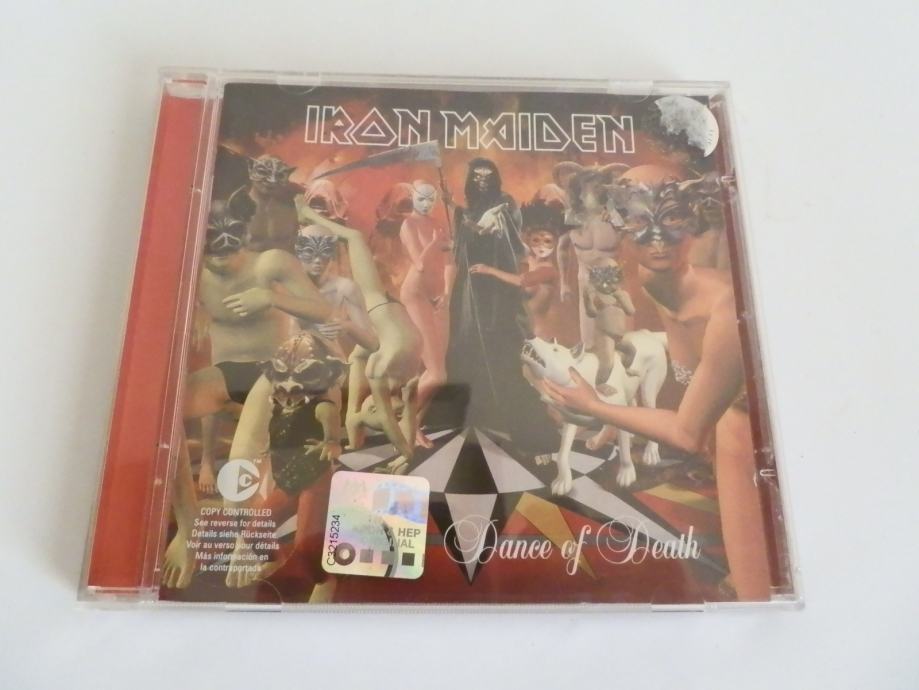 IRON MAIDEN
™
C
COPY CONTROLLED
See reverse for details
Details siehe Rückseite
Voir au verso pour détails
Más información en
la contraportada
C3215234
HEP
Dance of Death